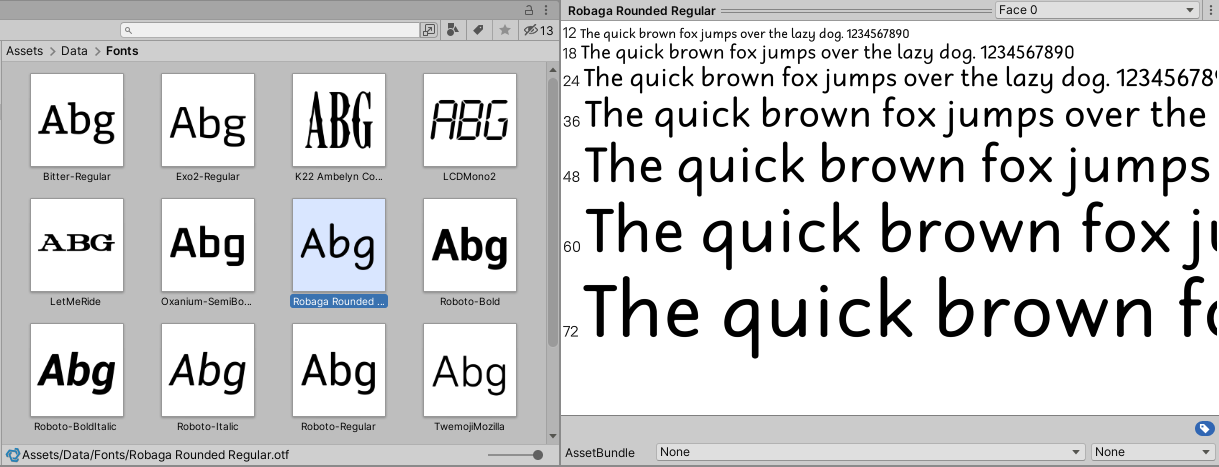 13
Assets > Data > Fonts
Abg Abg ABG ABG
Bitter-Regular Exo2-Regular K22 Ambelyn Co... LCDMono2
ABG Abg Abg Abg
LetMeRide Oxanium-SemiBo... Robaga Rounded ... Roboto-Bold
Abg Abg Abg Abg
Roboto-BoldItalic Roboto-Italic Roboto-Regular TwemojiMozilla
Assets/Data/Fonts/Robaga Rounded Regular.otf
Robaga Rounded Regular Face 0
12 The quick brown fox jumps over the lazy dog. 1234567890
18 The quick brown fox jumps over the lazy dog. 1234567890
24 The quick brown fox jumps over the lazy dog. 123456789
36 The quick brown fox jumps over the
48 The quick brown fox jumps
60 The quick brown fox ju
72 The quick brown fo
AssetBundle None None